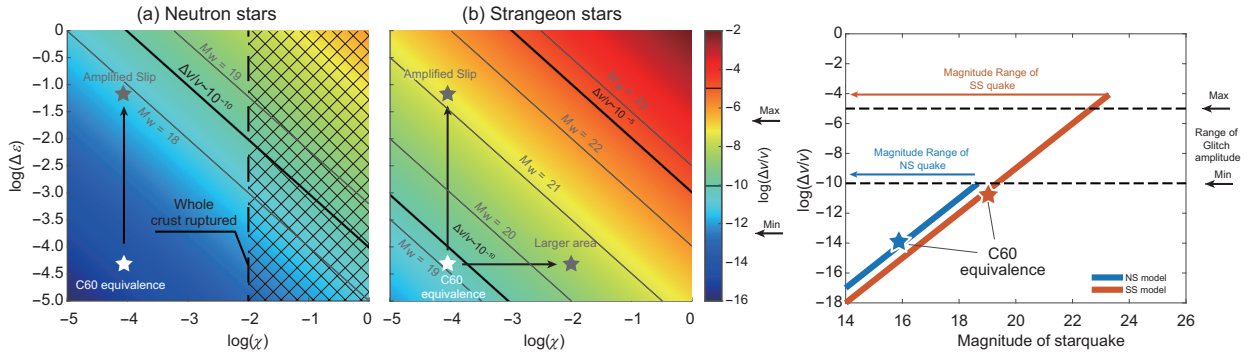 (a) Neutron stars
(b) Strangeon stars
log(Δε)
0
−0.5
−1.0
−1.5
−2.0
−2.5
−3.0
−3.5
−4.0
−4.5
−5.0
Mw = 19
Δν/ν~10⁻¹⁰
Amplified Slip
Mw = 18
Whole
crust ruptured
C60 equivalence
−5
−4
−3
−2
−1
0
log(χ)
Amplified Slip
Mw = 23
Δν/ν~10⁻⁵
Mw = 22
Mw = 21
Mw = 20
Larger area
Δν/ν~10⁻¹⁰
Mw = 19
C60
equivalence
−5
−4
−3
−2
−1
0
log(χ)
−2
−4
−6
−8
−10
−12
−14
−16
log(Δν/ν)
Max
Min
log(Δν/ν)
0
−2
−4
−6
−8
−10
−12
−14
−16
−18
Magnitude Range of
SS quake
Magnitude Range of
NS quake
C60
equivalence
NS model
SS model
14
16
18
20
22
24
26
Magnitude of starquake
Max
Range of
Glitch
amplitude
Min